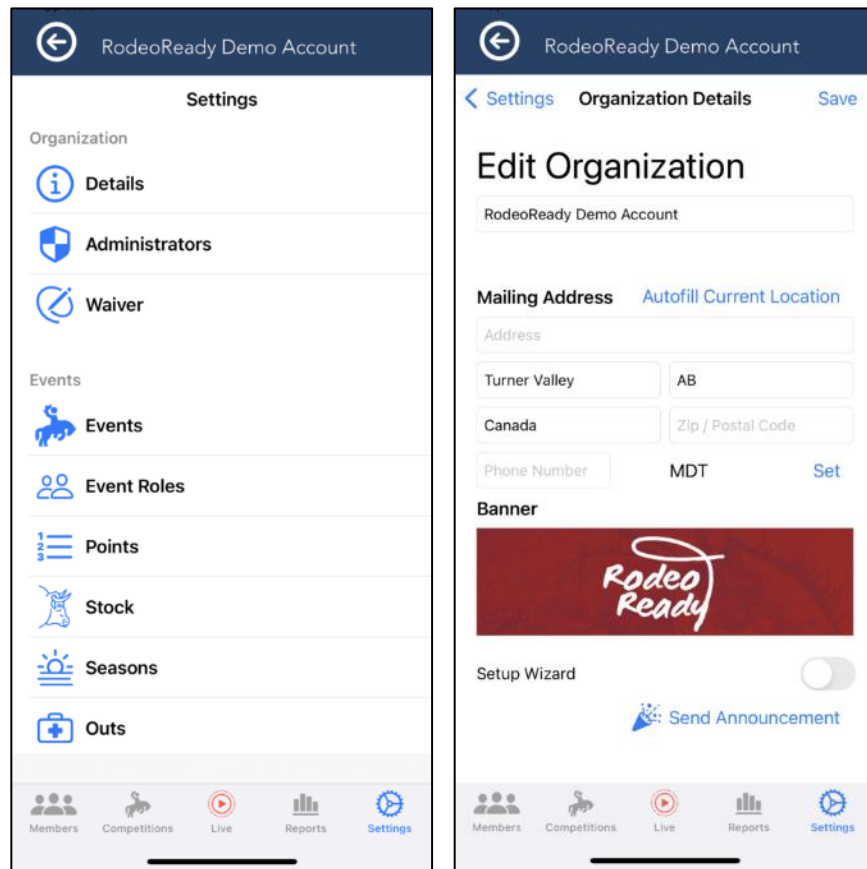 RodeoReady Demo Account
Settings
Organization
Details
Administrators
Waiver
Events
Events
Event Roles
1
2
3
Points
Stock
Seasons
Outs
Members Competitions Live Reports Settings
RodeoReady Demo Account
Settings Organization Details Save
Edit Organization
RodeoReady Demo Account
Mailing Address Autofill Current Location
Address
Turner Valley AB
Canada Zip / Postal Code
Phone Number MDT Set
Banner
Rodeo
Ready
Setup Wizard
Send Announcement
Members Competitions Live Reports Settings